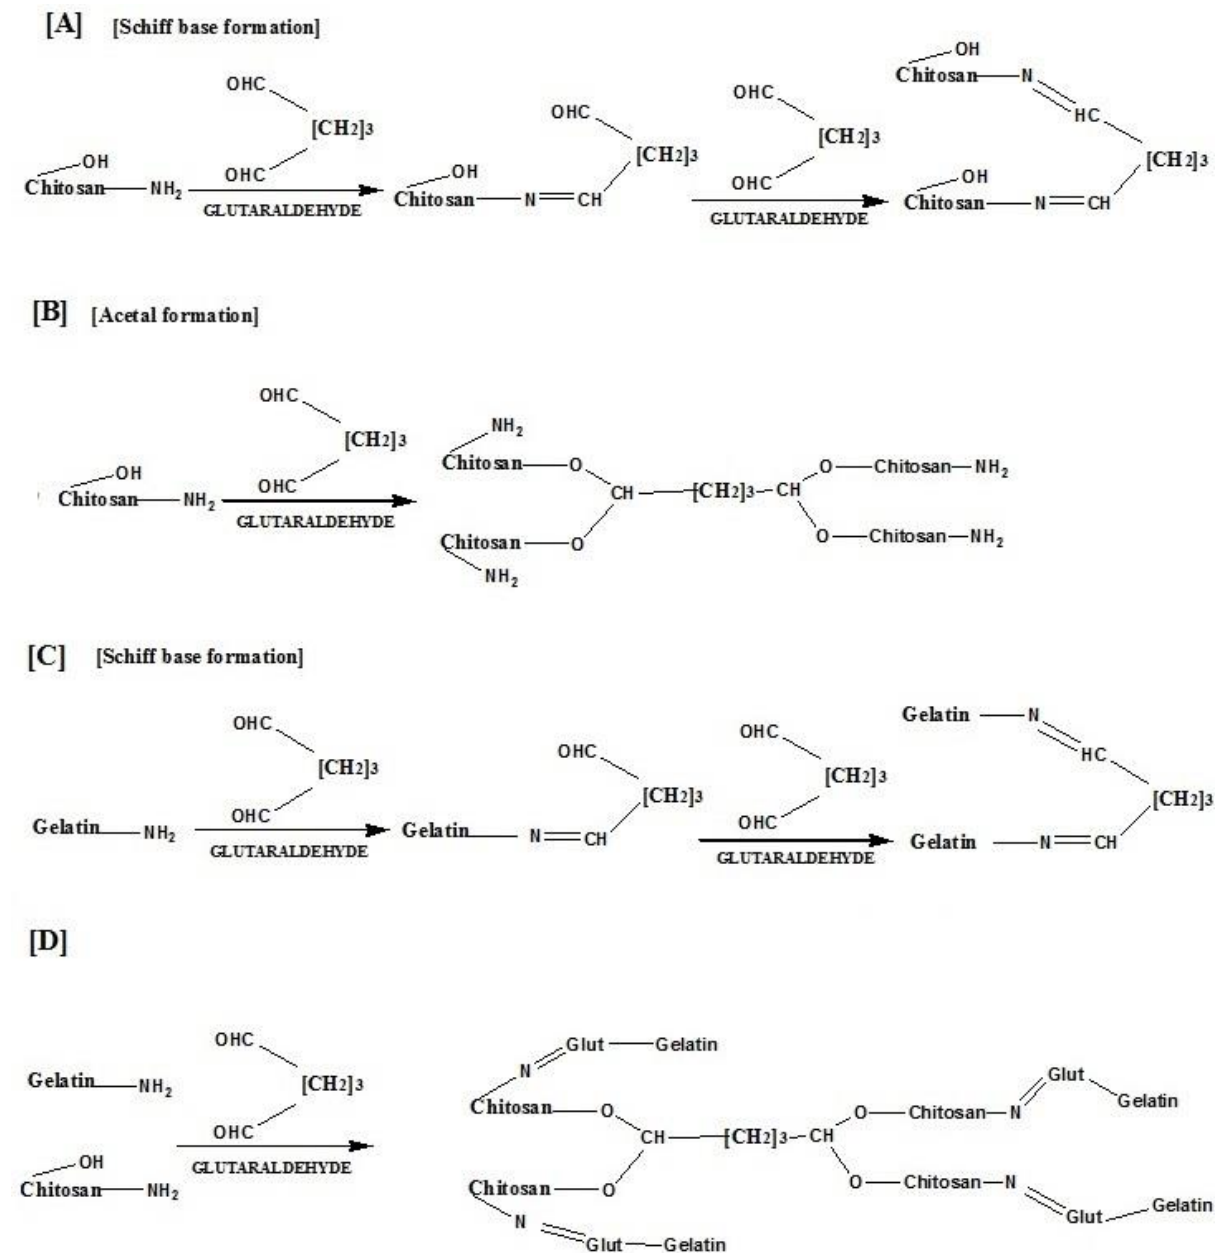 [A] [Schiff base formation]
OHC
[CH2]3
OHC
OH
Chitosan NH2
GLUTARALDEHYDE
OHC
[CH2]3
OH
Chitosan N CH
OHC
[CH2]3
OHC
GLUTARALDEHYDE
OH
Chitosan N
HC
[CH2]3
OH
Chitosan N CH
[B] [Acetal formation]
OHC
[CH2]3
OHC
OH
Chitosan NH2
GLUTARALDEHYDE
NH2
Chitosan O
CH [CH2]3 CH
O Chitosan NH2
Chitosan O
NH2
O Chitosan NH2
[C] [Schiff base formation]
OHC
[CH2]3
OHC
Gelatin NH2
GLUTARALDEHYDE
OHC
[CH2]3
Gelatin N CH
OHC
[CH2]3
OHC
GLUTARALDEHYDE
Gelatin N
HC
[CH2]3
Gelatin N CH
[D]
OHC
[CH2]3
OHC
Gelatin NH2
OH
Chitosan NH2
GLUTARALDEHYDE
N Glut Gelatin
Chitosan O
CH [CH2]3 CH
O Chitosan N Glut
Gelatin
Chitosan O
N
Glut Gelatin
O Chitosan N
Glut Gelatin